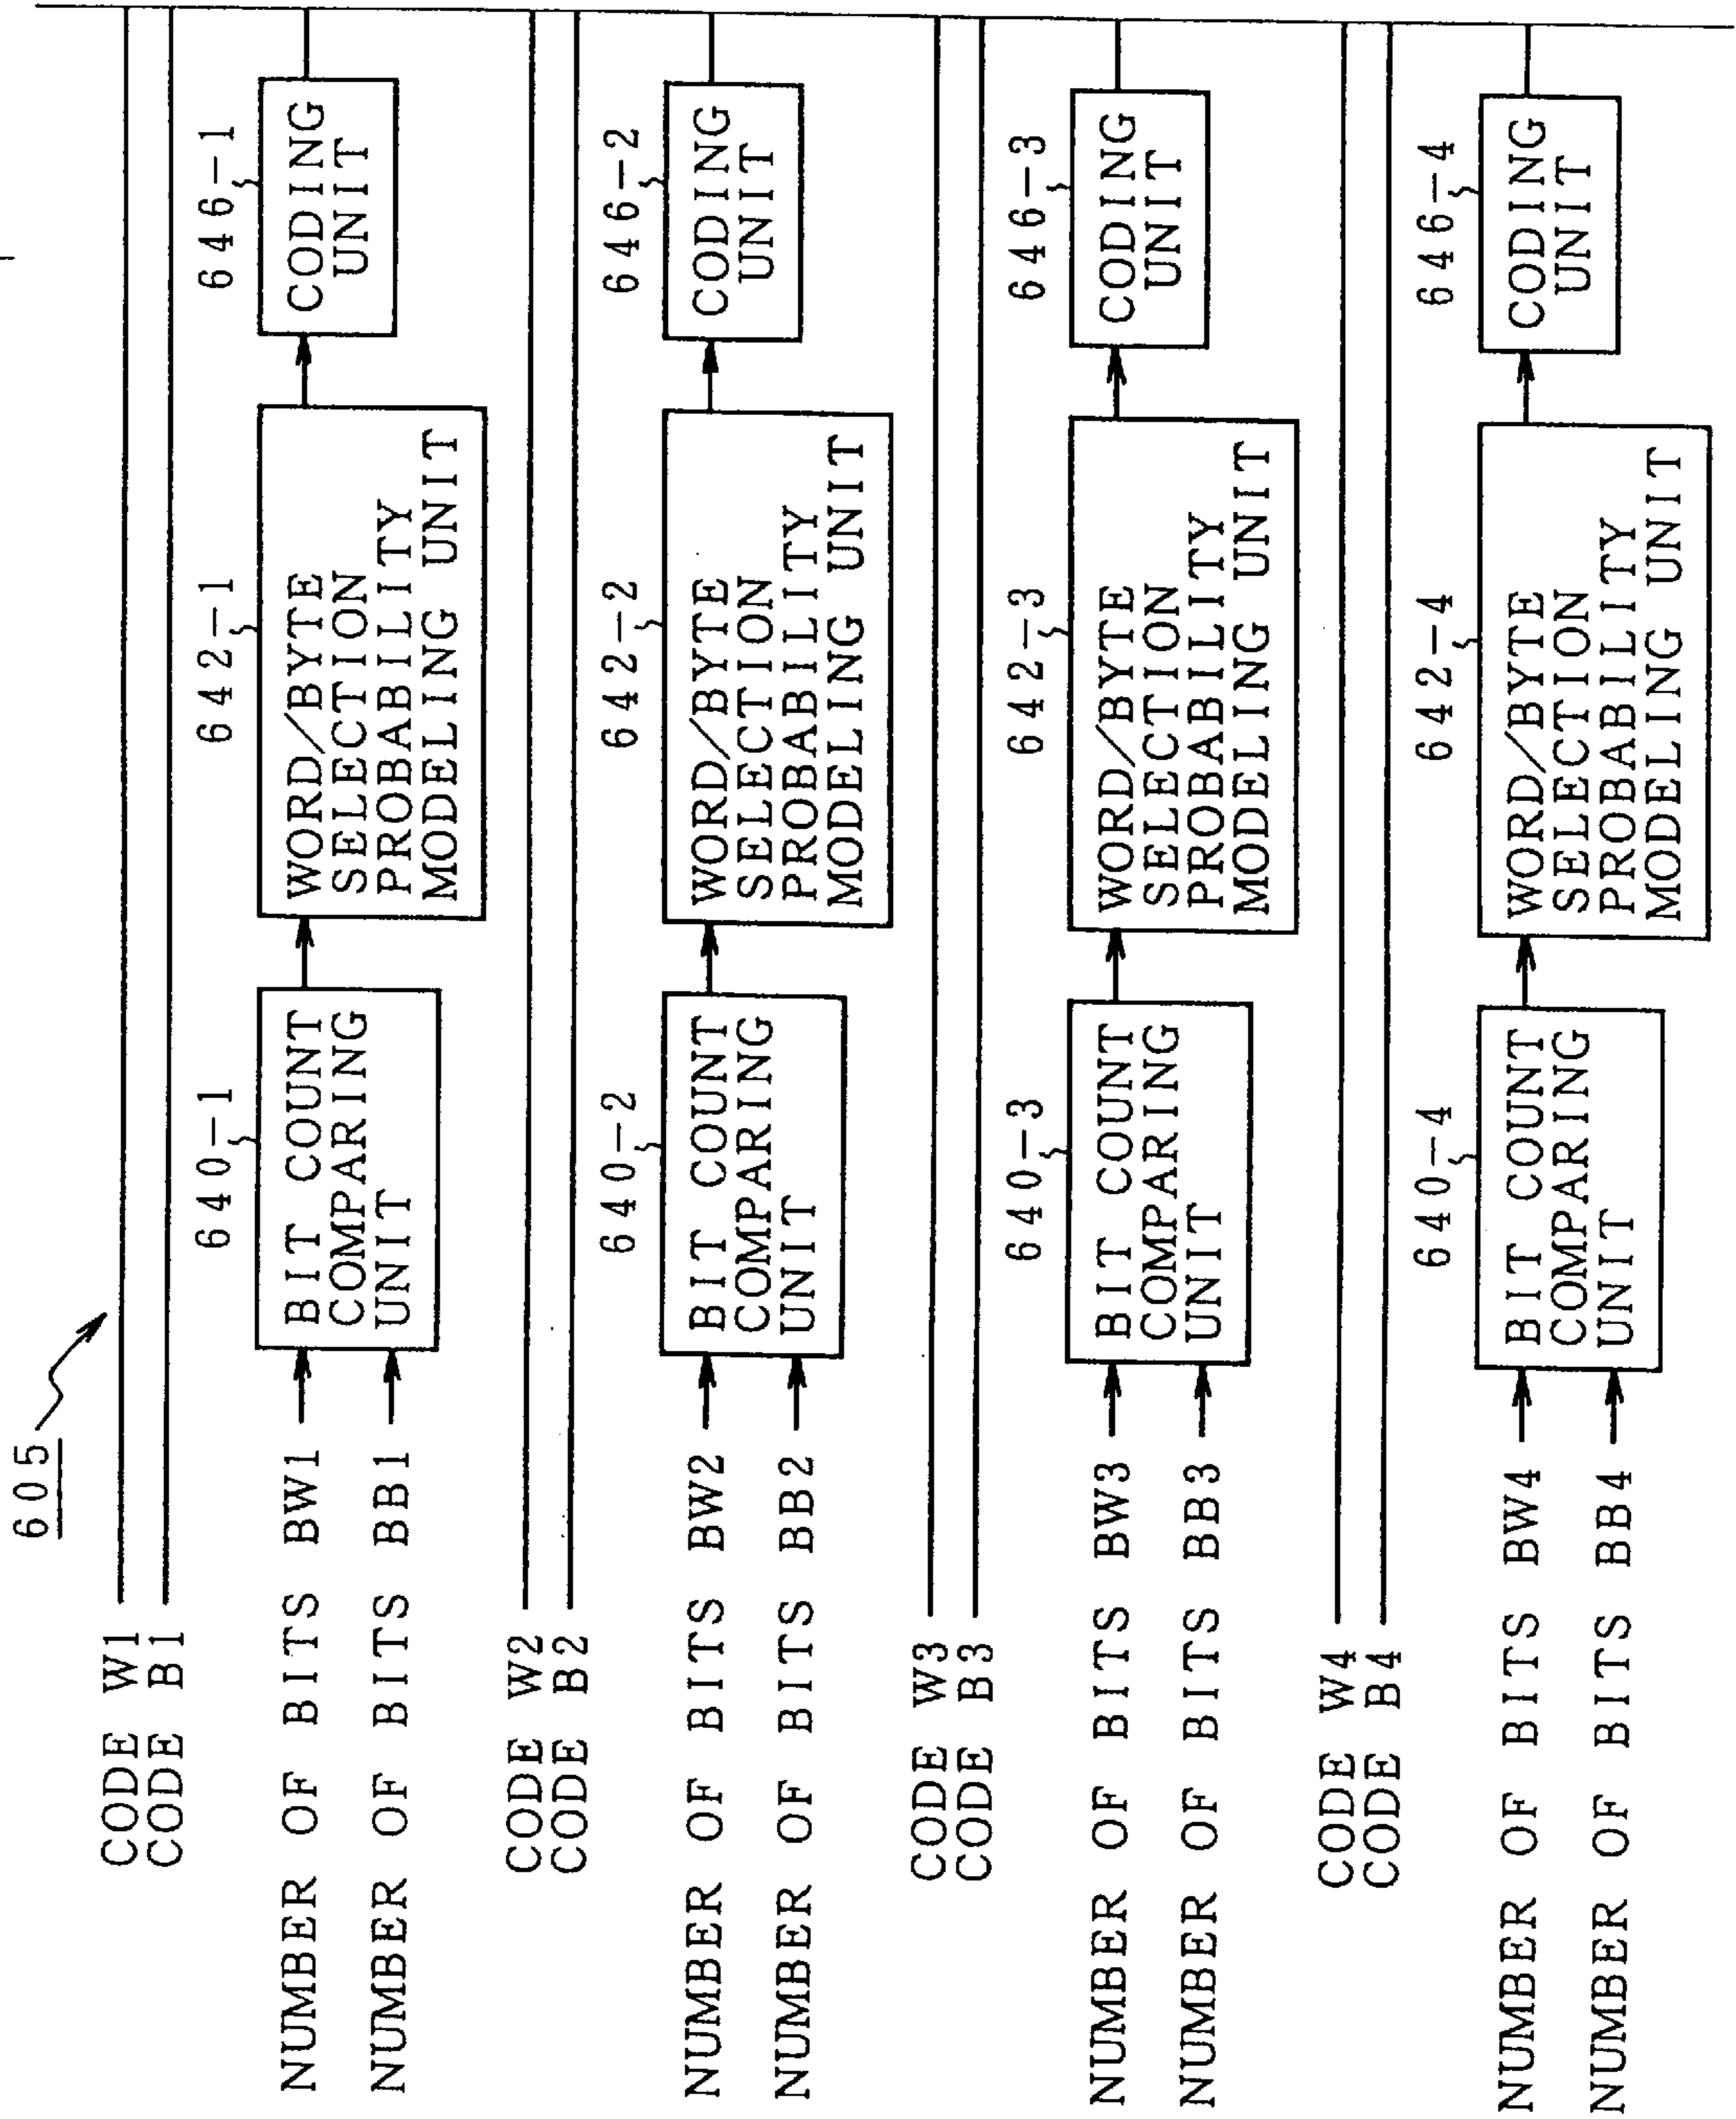 605
CODE W1
CODE B1
640-1
642-1
646-1
NUMBER OF BITS BW1
NUMBER OF BITS BB1
BIT COUNT
COMPARING
UNIT
WORD/BYTE
SELECTION
PROBABILITY
MODELING UNIT
CODING
UNIT
CODE W2
CODE B2
640-2
642-2
646-2
NUMBER OF BITS BW2
NUMBER OF BITS BB2
BIT COUNT
COMPARING
UNIT
WORD/BYTE
SELECTION
PROBABILITY
MODELING UNIT
CODING
UNIT
CODE W3
CODE B3
640-3
642-3
646-3
NUMBER OF BITS BW3
NUMBER OF BITS BB3
BIT COUNT
COMPARING
UNIT
WORD/BYTE
SELECTION
PROBABILITY
MODELING UNIT
CODING
UNIT
CODE W4
CODE B4
640-4
642-4
646-4
NUMBER OF BITS BW4
NUMBER OF BITS BB4
BIT COUNT
COMPARING
UNIT
WORD/BYTE
SELECTION
PROBABILITY
MODELING UNIT
CODING
UNIT